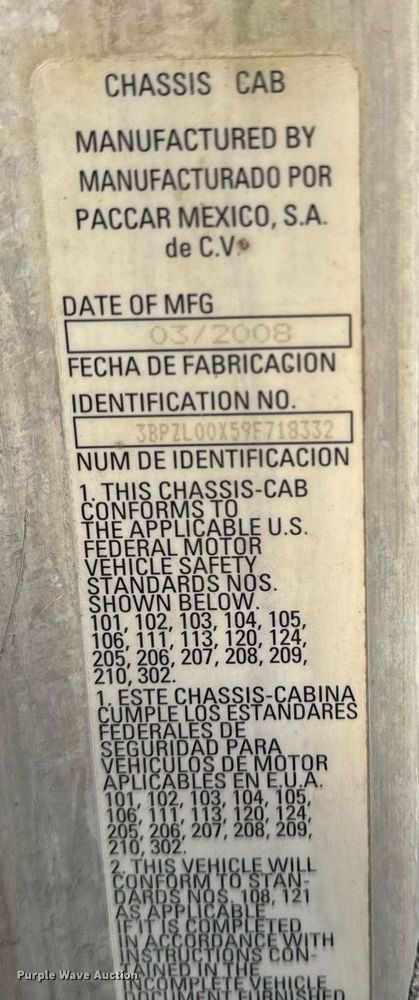 CHASSIS CAB
MANUFACTURED BY
MANUFACTURADO POR
PACCAR MEXICO, S.A.
de C.V.
DATE OF MFG
03/2008
FECHA DE FABRICACION
IDENTIFICATION NO.
3BPZL00X59F718332
NUM DE IDENTIFICACION
1. THIS CHASSIS-CAB
CONFORMS TO
THE APPLICABLE U.S.
FEDERAL MOTOR
VEHICLE SAFETY
STANDARDS NOS.
SHOWN BELOW.
101, 102, 103, 104, 105,
106, 111, 113, 120, 124,
205, 206, 207, 208, 209,
210, 302.
1. ESTE CHASSIS-CABINA
CUMPLE LOS ESTANDARES
FEDERALES DE
SEGURIDAD PARA
VEHICULOS DE MOTOR
APLICABLES EN E.U.A.
101, 102, 103, 104, 105,
106, 111, 113, 120, 124,
205, 206, 207, 208, 209,
210, 302.
2. THIS VEHICLE WILL
CONFORM TO STAN-
DARDS NOS. 108, 121
AS APPLICABLE
IF IT IS COMPLETED
IN ACCORDANCE WITH
INSTRUCTIONS CON-
TAINED IN THE
INCOMPLETE VEHICLE
DOCUMENT FURNISHED
Purple Wave Auction